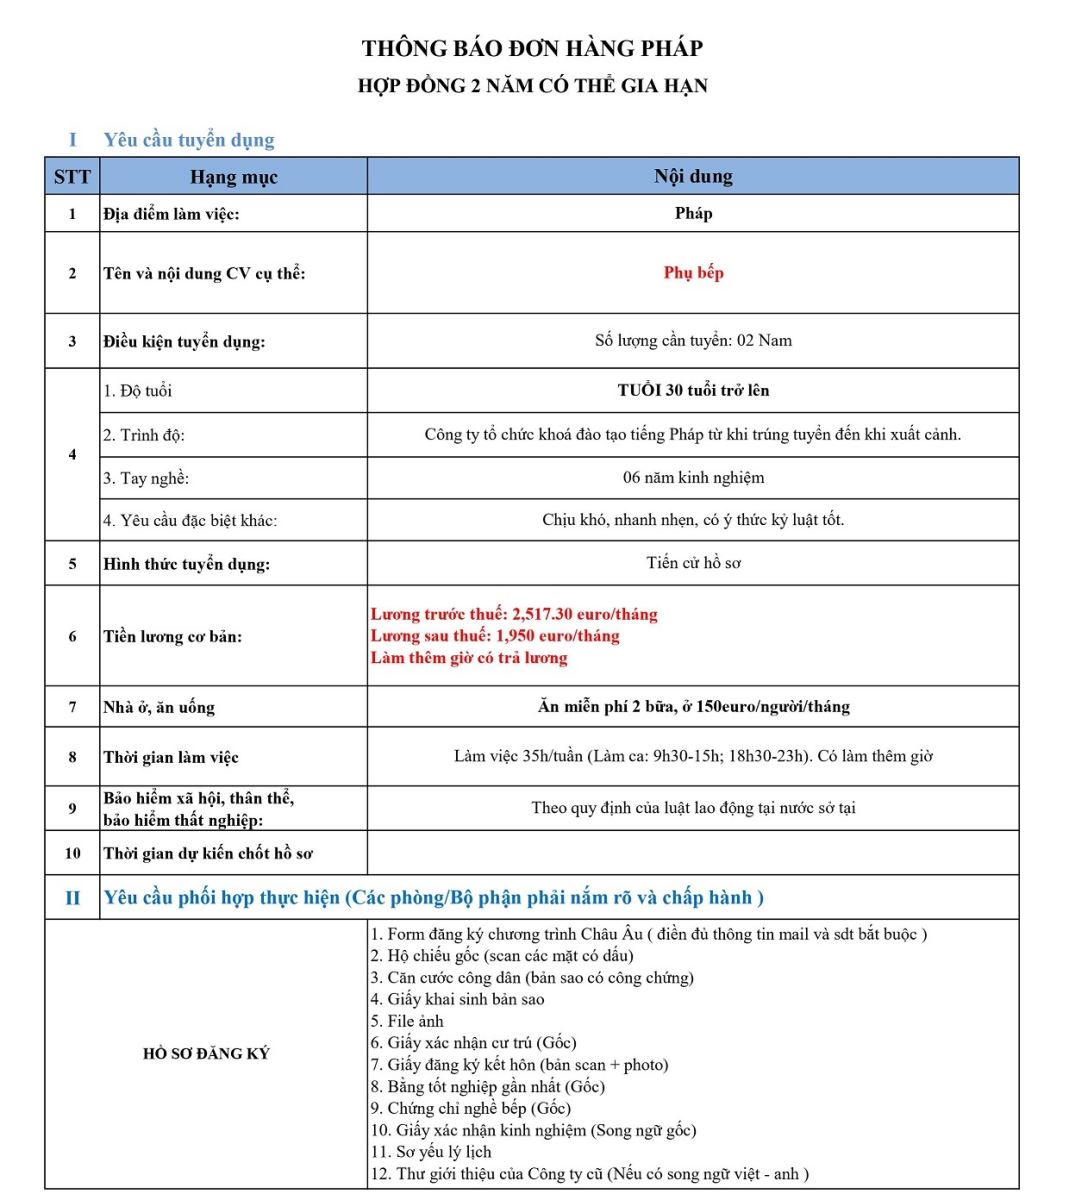 THÔNG BÁO ĐƠN HÀNG PHÁP
HỢP ĐỒNG 2 NĂM CÓ THỂ GIA HẠN
I Yêu cầu tuyển dụng
STT Hạng mục Nội dung
1 Địa điểm làm việc: Pháp
2 Tên và nội dung CV cụ thể: Phụ bếp
3 Điều kiện tuyển dụng: Số lượng cần tuyển: 02 Nam
4
1. Độ tuổi TUỔI 30 tuổi trở lên
2. Trình độ: Công ty tổ chức khoá đào tạo tiếng Pháp từ khi trúng tuyển đến khi xuất cảnh.
3. Tay nghề: 06 năm kinh nghiệm
4. Yêu cầu đặc biệt khác: Chịu khó, nhanh nhẹn, có ý thức kỷ luật tốt.
5 Hình thức tuyển dụng: Tiến cử hồ sơ
6 Tiền lương cơ bản:
Lương trước thuế: 2,517.30 euro/tháng
Lương sau thuế: 1,950 euro/tháng
Làm thêm giờ có trả lương
7 Nhà ở, ăn uống Ăn miễn phí 2 bữa, ở 150euro/người/tháng
8 Thời gian làm việc Làm việc 35h/tuần (Làm ca: 9h30-15h; 18h30-23h). Có làm thêm giờ
9 Bảo hiểm xã hội, thân thể,
bảo hiểm thất nghiệp: Theo quy định của luật lao động tại nước sở tại
10 Thời gian dự kiến chốt hồ sơ
II Yêu cầu phối hợp thực hiện (Các phòng/Bộ phận phải nắm rõ và chấp hành )
HỒ SƠ ĐĂNG KÝ
1. Form đăng ký chương trình Châu Âu ( điền đủ thông tin mail và sdt bắt buộc )
2. Hộ chiếu gốc (scan các mặt có dấu)
3. Căn cước công dân (bản sao có công chứng)
4. Giấy khai sinh bản sao
5. File ảnh
6. Giấy xác nhận cư trú (Gốc)
7. Giấy đăng ký kết hôn (bản scan + photo)
8. Bằng tốt nghiệp gần nhất (Gốc)
9. Chứng chỉ nghề bếp (Gốc)
10. Giấy xác nhận kinh nghiệm (Song ngữ gốc)
11. Sơ yếu lý lịch
12. Thư giới thiệu của Công ty cũ (Nếu có song ngữ việt - anh )